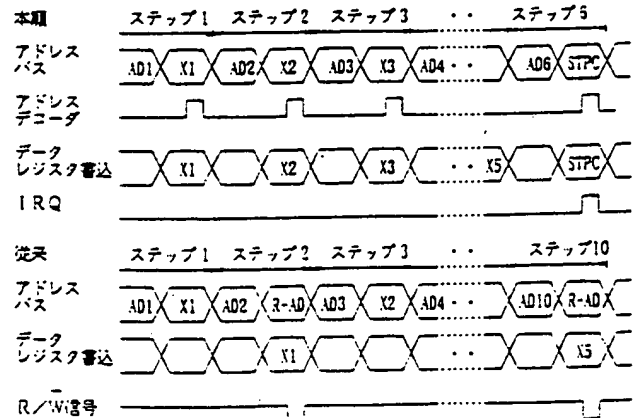 本願 ステップ1 ステップ2 ステップ3 ・・ ステップ6
アドレス
バス
AD1 X1 AD2 X2 AD3 X3 AD4 ・・ AD6 STPC
アドレス
デコーダ
データ
レジスタ書込
X1 X2 X3 ・・ X5 STPC
IRQ
従来 ステップ1 ステップ2 ステップ3 ・・ ステップ10
アドレス
バス
AD1 X1 AD2 R-AD AD3 X2 AD4 ・・ AD10 R-AD
データ
レジスタ書込
X1 ・・ X5
R/W̅信号